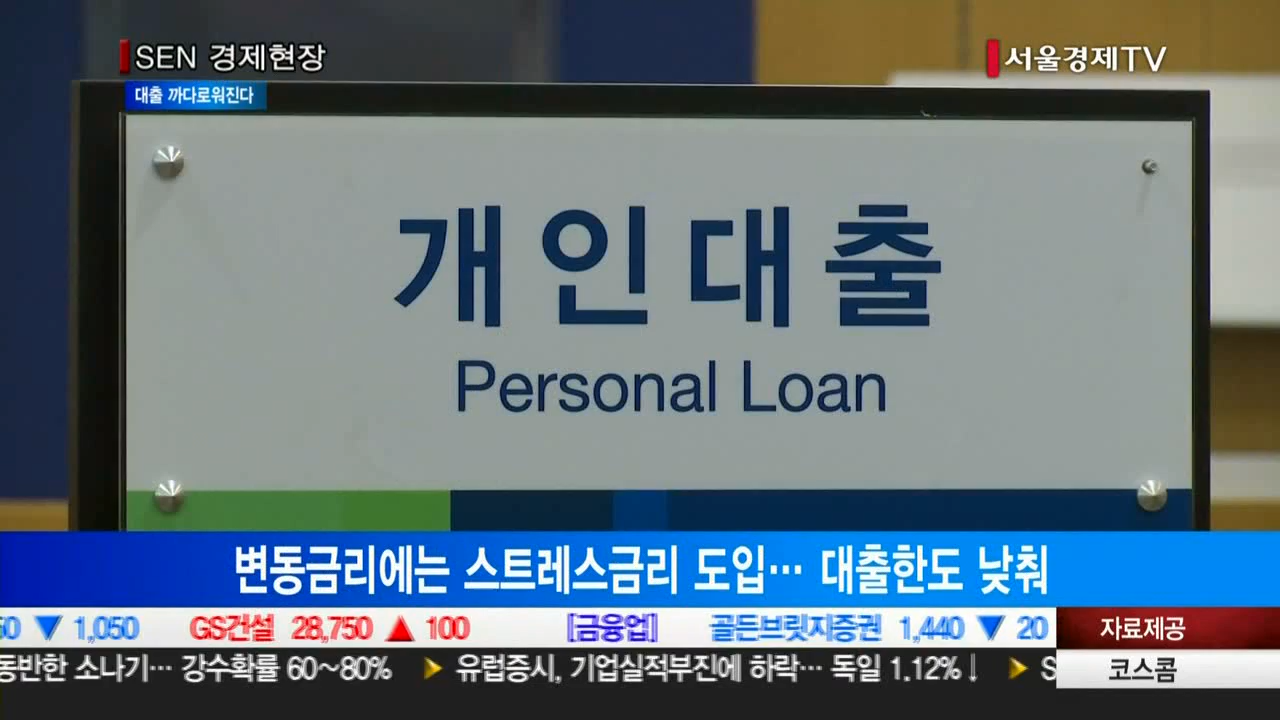 SEN 경제현장
서울경제TV
대출 까다로워진다
개인대출
Personal Loan
변동금리에는 스트레스금리 도입… 대출한도 낮춰
▼ 1,050 GS건설 28,750 ▲ 100 [금융업] 골든브릿지증권 1,440 ▼ 20
자료제공
동반한 소나기… 강수확률 60~80% ▶ 유럽증시, 기업실적부진에 하락… 독일 1.12%↓ ▶ S
코스콤